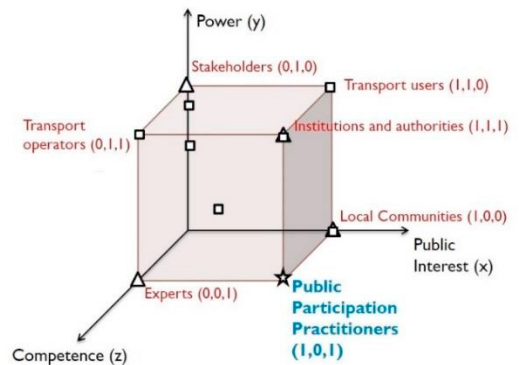 Power (y)
Stakeholders (0,1,0)
Transport users (1,1,0)
Transport
operators (0,1,1)
Institutions and authorities (1,1,1)
Local Communities (1,0,0)
Public
Interest (x)
Experts (0,0,1)
Public
Participation
Practitioners
(1,0,1)
Competence (z)